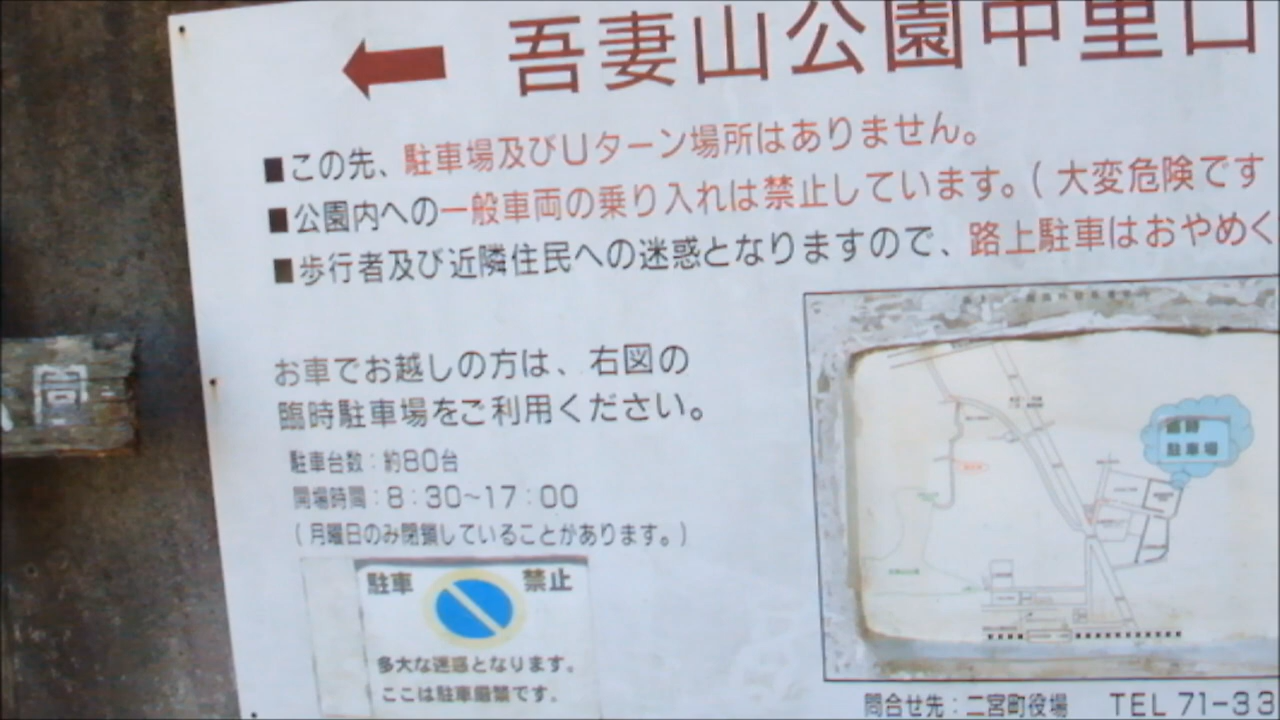 吾妻山公園中里口
■この先、駐車場及びUターン場所はありません。
■公園内への一般車両の乗り入れは禁止しています。(大変危険です
■歩行者及び近隣住民への迷惑となりますので、路上駐車はおやめく
お車でお越しの方は、右図の
臨時駐車場をご利用ください。
駐車台数:約80台
開場時間:8:30~17:00
(月曜日のみ閉鎖していることがあります。)
駐車 禁止
多大な迷惑となります。
ここは駐車厳禁です。
駐車場
問合せ先:二宮町役場 TEL 71-33